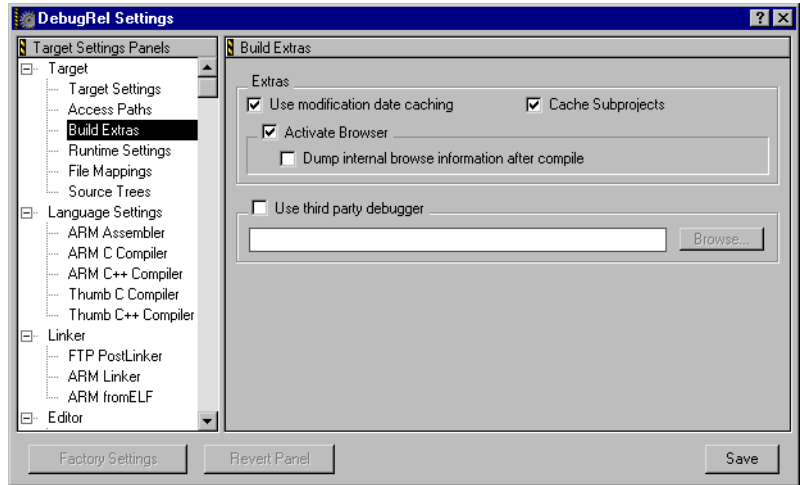 DebugRel Settings
Target Settings Panels
Target
Target Settings
Access Paths
Build Extras
Runtime Settings
File Mappings
Source Trees
Language Settings
ARM Assembler
ARM C Compiler
ARM C++ Compiler
Thumb C Compiler
Thumb C++ Compiler
Linker
FTP PostLinker
ARM Linker
ARM fromELF
Editor
Build Extras
Extras
Use modification date caching
Cache Subprojects
Activate Browser
Dump internal browse information after compile
Use third party debugger
Browse...
Factory Settings
Revert Panel
Save